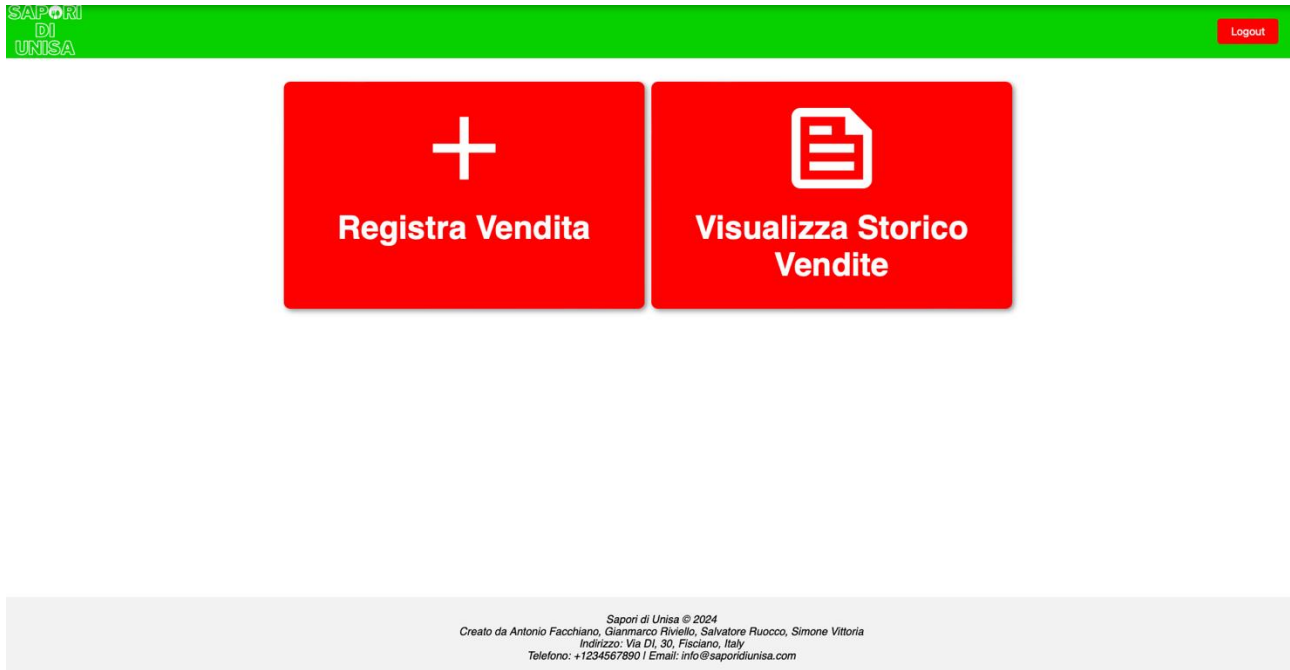 SAPORI
DI
UNISA
Logout
Registra Vendita
Visualizza Storico
Vendite
Sapori di Unisa © 2024
Creato da Antonio Facchiano, Gianmarco Riviello, Salvatore Ruocco, Simone Vittoria
Indirizzo: Via DI, 30, Fisciano, Italy
Telefono: +1234567890 | Email: info@saporidiunisa.com